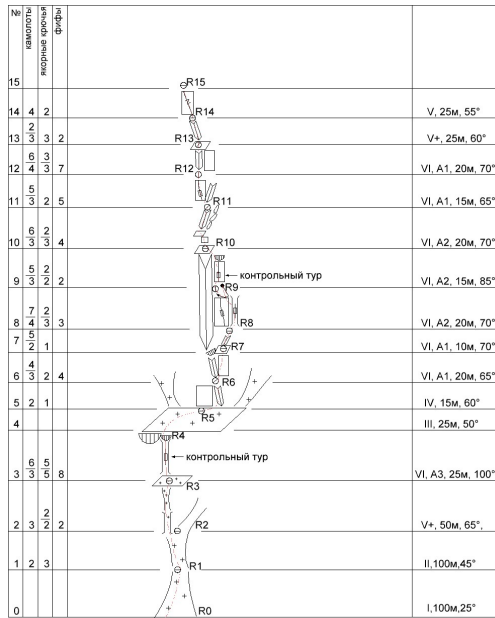 № камолоты якорные крючья фифы
15 R15
14 4 2 R14 V, 25м, 55°
13 2/3 3 2 R13 V+, 25м, 60°
12 6/4 3/3 7 R12 VI, A1, 20м, 70°
11 5/3 2 5 R11 VI, A1, 15м, 65°
10 6/3 2/3 4 R10 VI, A2, 20м, 70°
контрольный тур
9 5/3 2/2 2 R9 VI, A2, 15м, 85°
8 7/4 2/3 3 R8 VI, A2, 20м, 70°
7 5/2 1 R7 VI, A1, 10м, 70°
6 4/3 2 4 R6 VI, A1, 20м, 65°
5 2 1 R5 IV, 15м, 60°
4 III, 25м, 50°
R4
контрольный тур
3 6/3 5/5 8 R3 VI, A3, 25м, 100°
2 3 2/2 2 R2 V+, 50м, 65°,
1 2 3 R1 II,100м,45°
0 R0 I,100м,25°